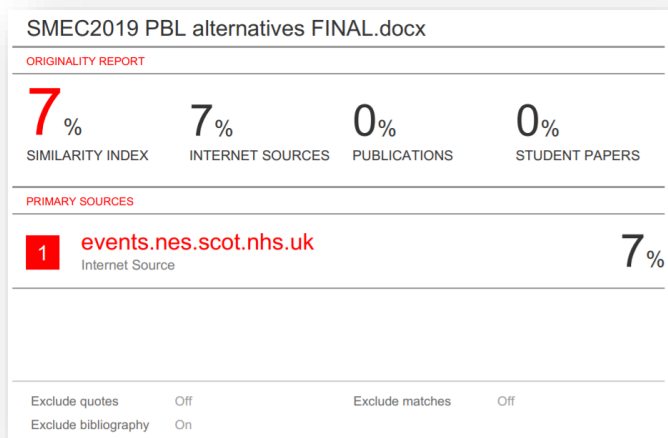 SMEC2019 PBL alternatives FINAL.docx
ORIGINALITY REPORT
7% 7% 0% 0%
SIMILARITY INDEX INTERNET SOURCES PUBLICATIONS STUDENT PAPERS
PRIMARY SOURCES
1 events.nes.scot.nhs.uk 7%
Internet Source
Exclude quotes Off Exclude matches Off
Exclude bibliography On